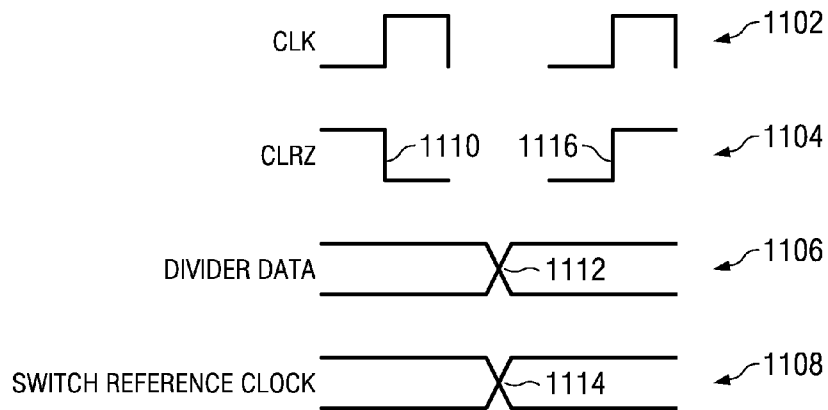 CLK 1102
CLRZ 1110 1116 1104
DIVIDER DATA 1112 1106
SWITCH REFERENCE CLOCK 1114 1108